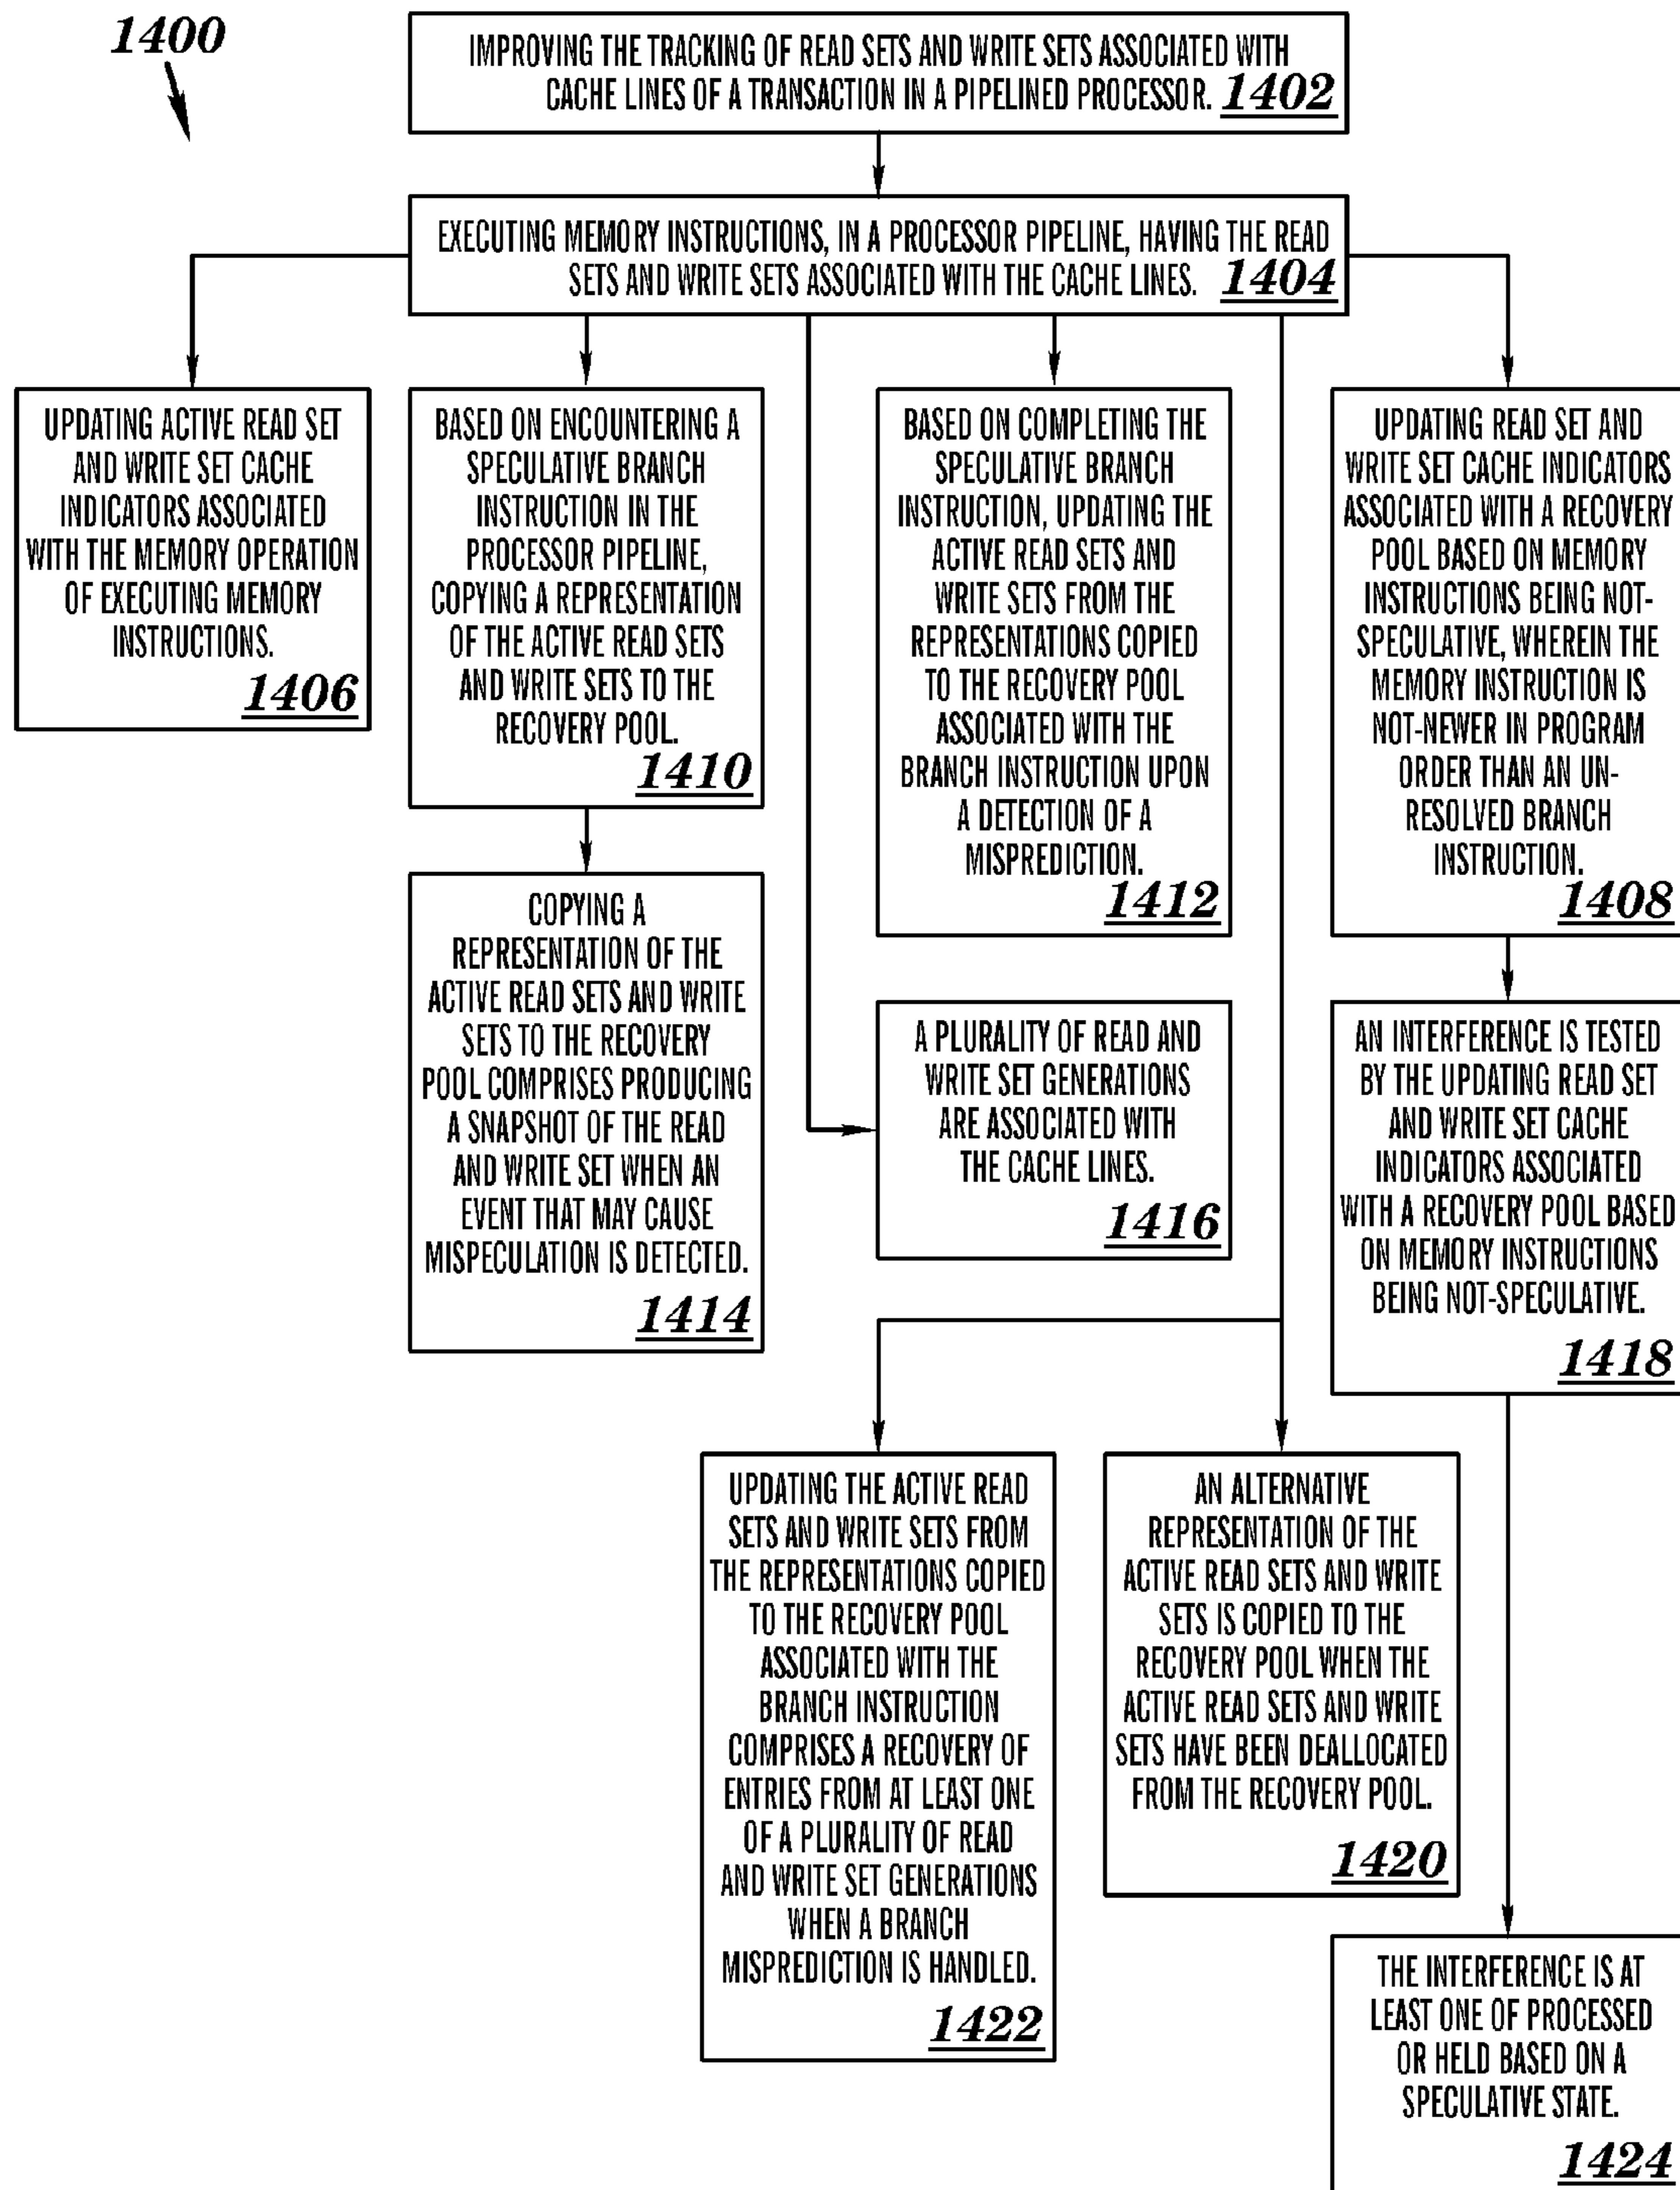 1400
IMPROVING THE TRACKING OF READ SETS AND WRITE SETS ASSOCIATED WITH
CACHE LINES OF A TRANSACTION IN A PIPELINED PROCESSOR. 1402
EXECUTING MEMORY INSTRUCTIONS, IN A PROCESSOR PIPELINE, HAVING THE READ
SETS AND WRITE SETS ASSOCIATED WITH THE CACHE LINES. 1404
UPDATING ACTIVE READ SET
AND WRITE SET CACHE
INDICATORS ASSOCIATED
WITH THE MEMORY OPERATION
OF EXECUTING MEMORY
INSTRUCTIONS.
1406
BASED ON ENCOUNTERING A
SPECULATIVE BRANCH
INSTRUCTION IN THE
PROCESSOR PIPELINE,
COPYING A REPRESENTATION
OF THE ACTIVE READ SETS
AND WRITE SETS TO THE
RECOVERY POOL.
1410
BASED ON COMPLETING THE
SPECULATIVE BRANCH
INSTRUCTION, UPDATING THE
ACTIVE READ SETS AND
WRITE SETS FROM THE
REPRESENTATIONS COPIED
TO THE RECOVERY POOL
ASSOCIATED WITH THE
BRANCH INSTRUCTION UPON
A DETECTION OF A
MISPREDICTION.
1412
UPDATING READ SET AND
WRITE SET CACHE INDICATORS
ASSOCIATED WITH A RECOVERY
POOL BASED ON MEMORY
INSTRUCTIONS BEING NOT-
SPECULATIVE, WHEREIN THE
MEMORY INSTRUCTION IS
NOT-NEWER IN PROGRAM
ORDER THAN AN UN-
RESOLVED BRANCH
INSTRUCTION.
1408
COPYING A
REPRESENTATION OF THE
ACTIVE READ SETS AND WRITE
SETS TO THE RECOVERY
POOL COMPRISES PRODUCING
A SNAPSHOT OF THE READ
AND WRITE SET WHEN AN
EVENT THAT MAY CAUSE
MISPECULATION IS DETECTED.
1414
A PLURALITY OF READ AND
WRITE SET GENERATIONS
ARE ASSOCIATED WITH
THE CACHE LINES.
1416
AN INTERFERENCE IS TESTED
BY THE UPDATING READ SET
AND WRITE SET CACHE
INDICATORS ASSOCIATED
WITH A RECOVERY POOL BASED
ON MEMORY INSTRUCTIONS
BEING NOT-SPECULATIVE.
1418
UPDATING THE ACTIVE READ
SETS AND WRITE SETS FROM
THE REPRESENTATIONS COPIED
TO THE RECOVERY POOL
ASSOCIATED WITH THE
BRANCH INSTRUCTION
COMPRISES A RECOVERY OF
ENTRIES FROM AT LEAST ONE
OF A PLURALITY OF READ
AND WRITE SET GENERATIONS
WHEN A BRANCH
MISPREDICTION IS HANDLED.
1422
AN ALTERNATIVE
REPRESENTATION OF THE
ACTIVE READ SETS AND WRITE
SETS IS COPIED TO THE
RECOVERY POOL WHEN THE
ACTIVE READ SETS AND WRITE
SETS HAVE BEEN DEALLOCATED
FROM THE RECOVERY POOL.
1420
THE INTERFERENCE IS AT
LEAST ONE OF PROCESSED
OR HELD BASED ON A
SPECULATIVE STATE.
1424